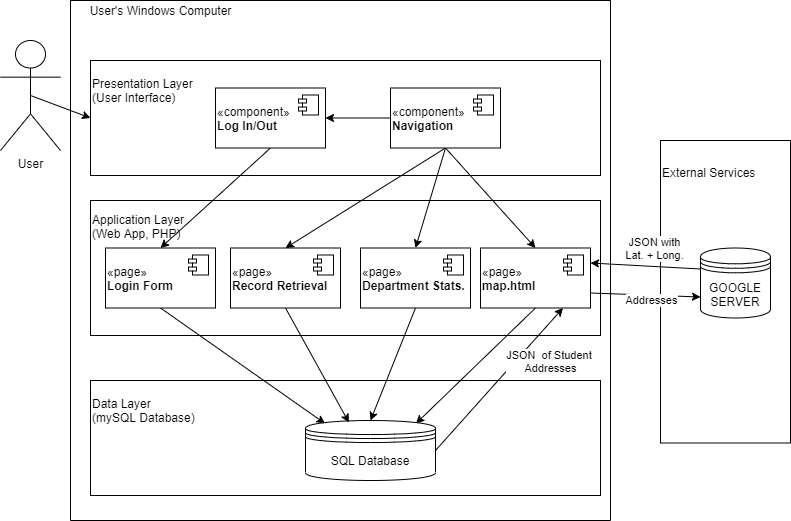 User's Windows Computer
Presentation Layer
(User Interface)
«component»
Log In/Out
«component»
Navigation
User
External Services
Application Layer
(Web App, PHP)
JSON with
Lat. + Long.
«page»
Login Form
«page»
Record Retrieval
«page»
Department Stats.
«page»
map.html
GOOGLE
SERVER
Addresses
JSON of Student
Addresses
Data Layer
(mySQL Database)
SQL Database